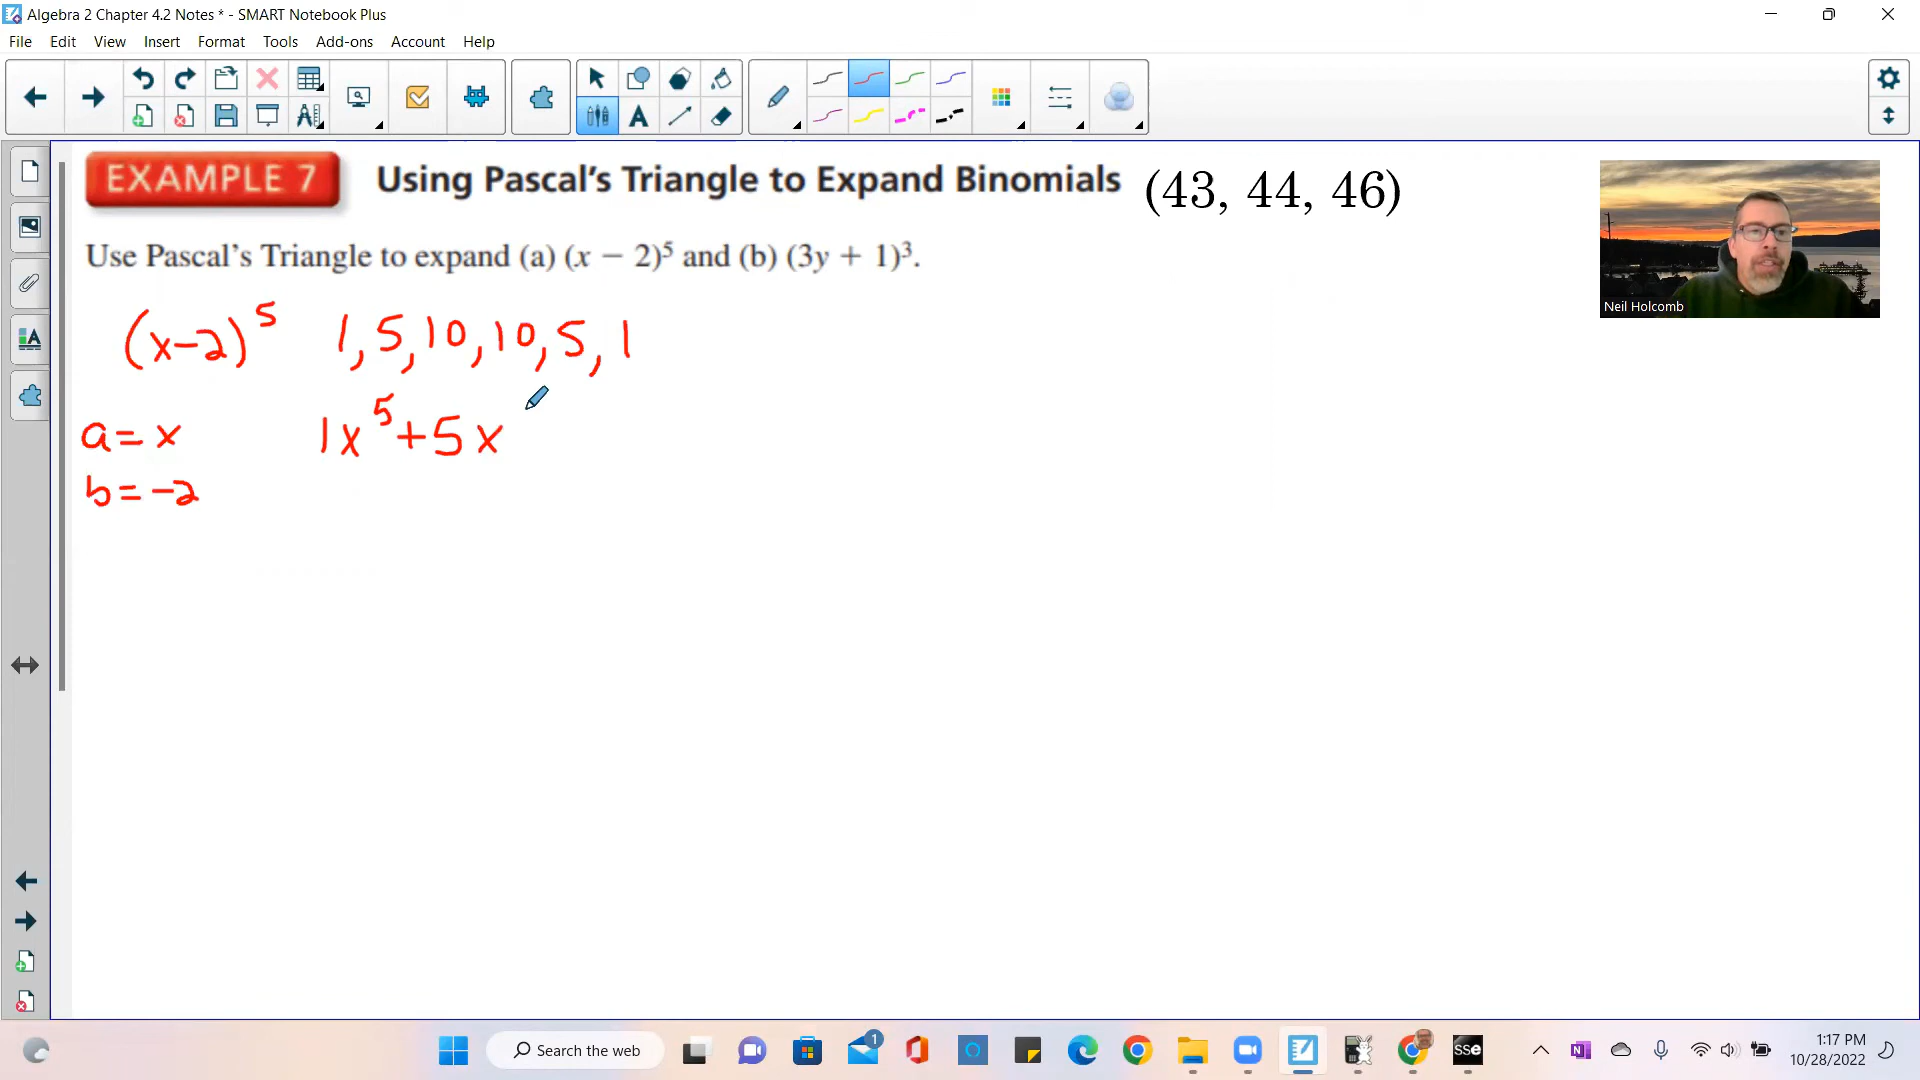 Algebra 2 Chapter 4.2 Notes * - SMART Notebook Plus
File Edit View Insert Format Tools Add-ons Account Help
EXAMPLE 7 Using Pascal's Triangle to Expand Binomials (43, 44, 46)
Use Pascal's Triangle to expand (a) (x − 2)⁵ and (b) (3y + 1)³.
(x-2)⁵ 1, 5, 10, 10, 5, 1
a = x 1x⁵ + 5x
b = -2
Neil Holcomb
Search the web
1
sse
1:17 PM
10/28/2022